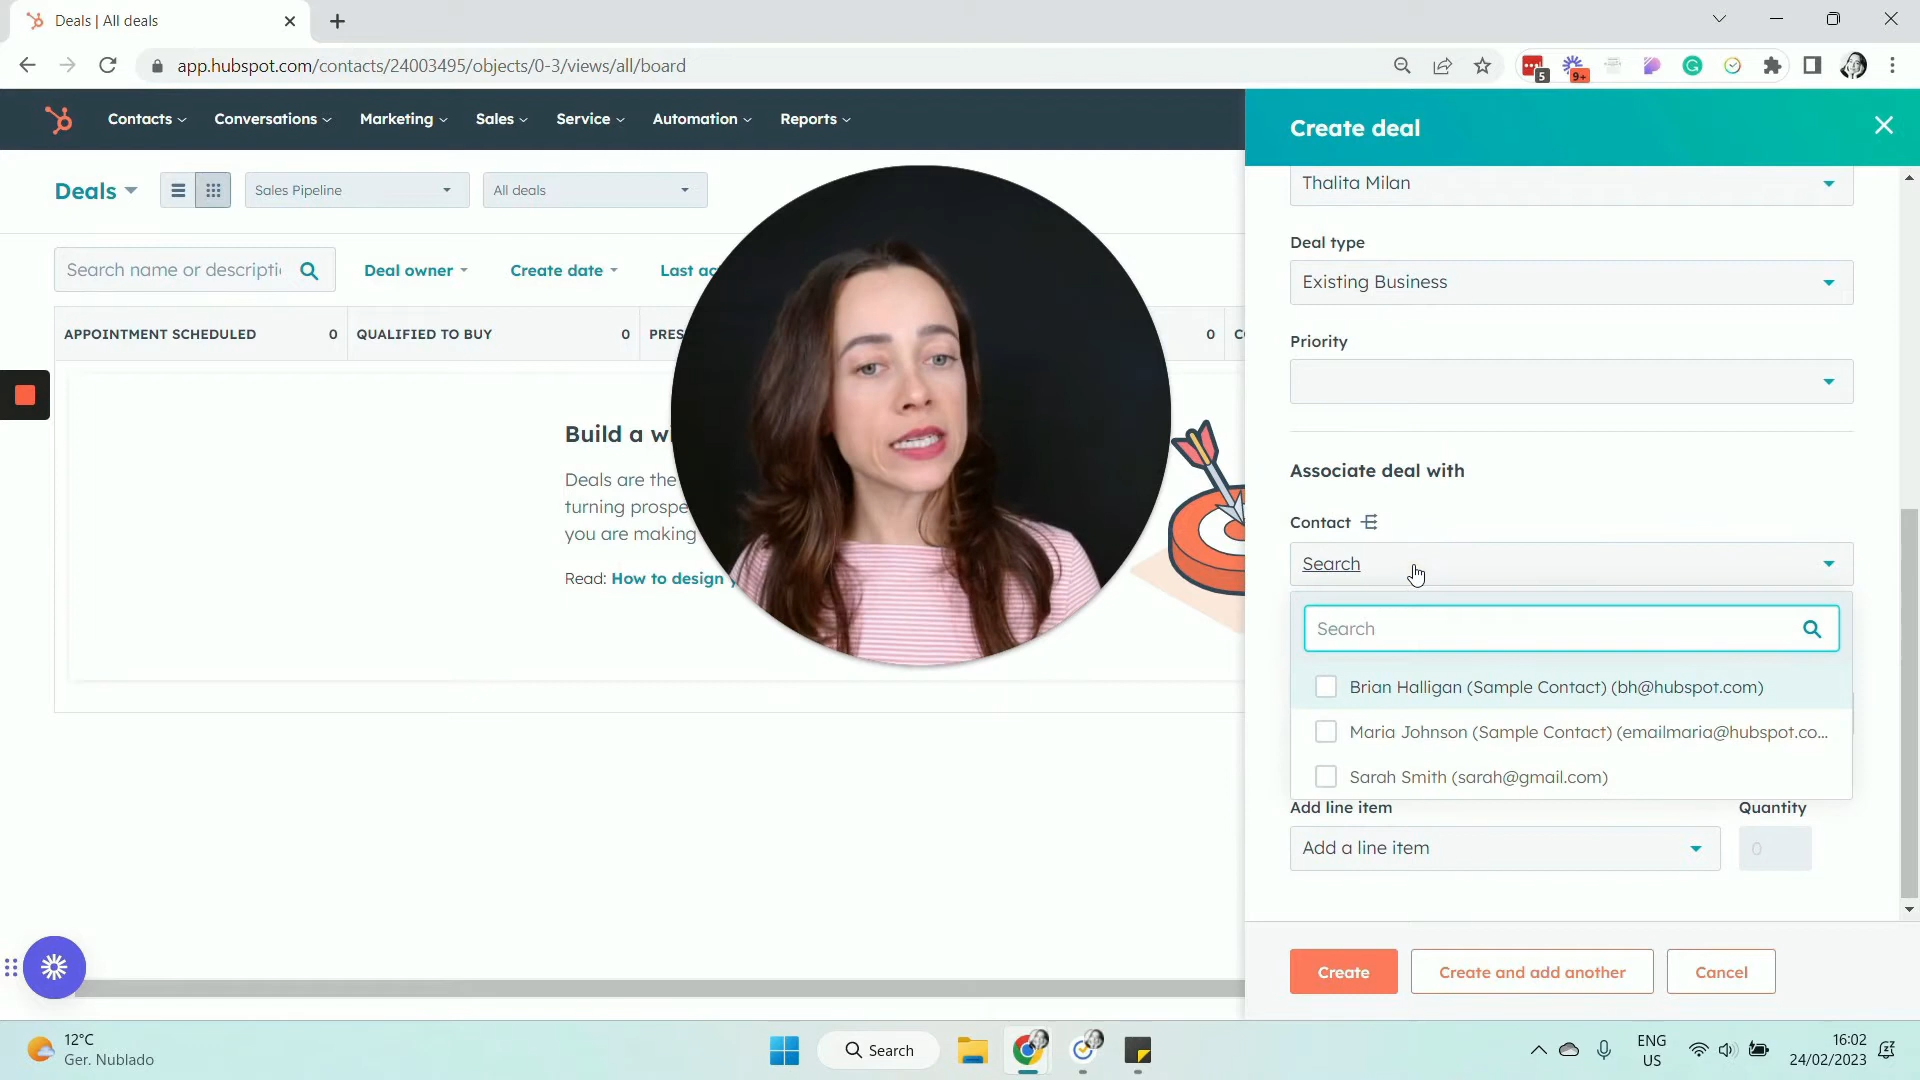 Deals | All deals
app.hubspot.com/contacts/24003495/objects/0-3/views/all/board
5
9+
Contacts
Conversations
Marketing
Sales
Service
Automation
Reports
Create deal
Deals
Sales Pipeline
All deals
Thalita Milan
Search name or descripti
Deal owner
Create date
Last ac
Deal type
Existing Business
APPOINTMENT SCHEDULED 0
QUALIFIED TO BUY 0
PRES
0
C
Priority
Build a w
Deals are the
turning prospe
you are making
Read: How to design y
Associate deal with
Contact
Search
Search
Brian Halligan (Sample Contact) (bh@hubspot.com)
Maria Johnson (Sample Contact) (emailmaria@hubspot.co...
Sarah Smith (sarah@gmail.com)
Add line item
Quantity
Add a line item
0
Create
Create and add another
Cancel
12°C
Ger. Nublado
Search
ENG
US
16:02
24/02/2023